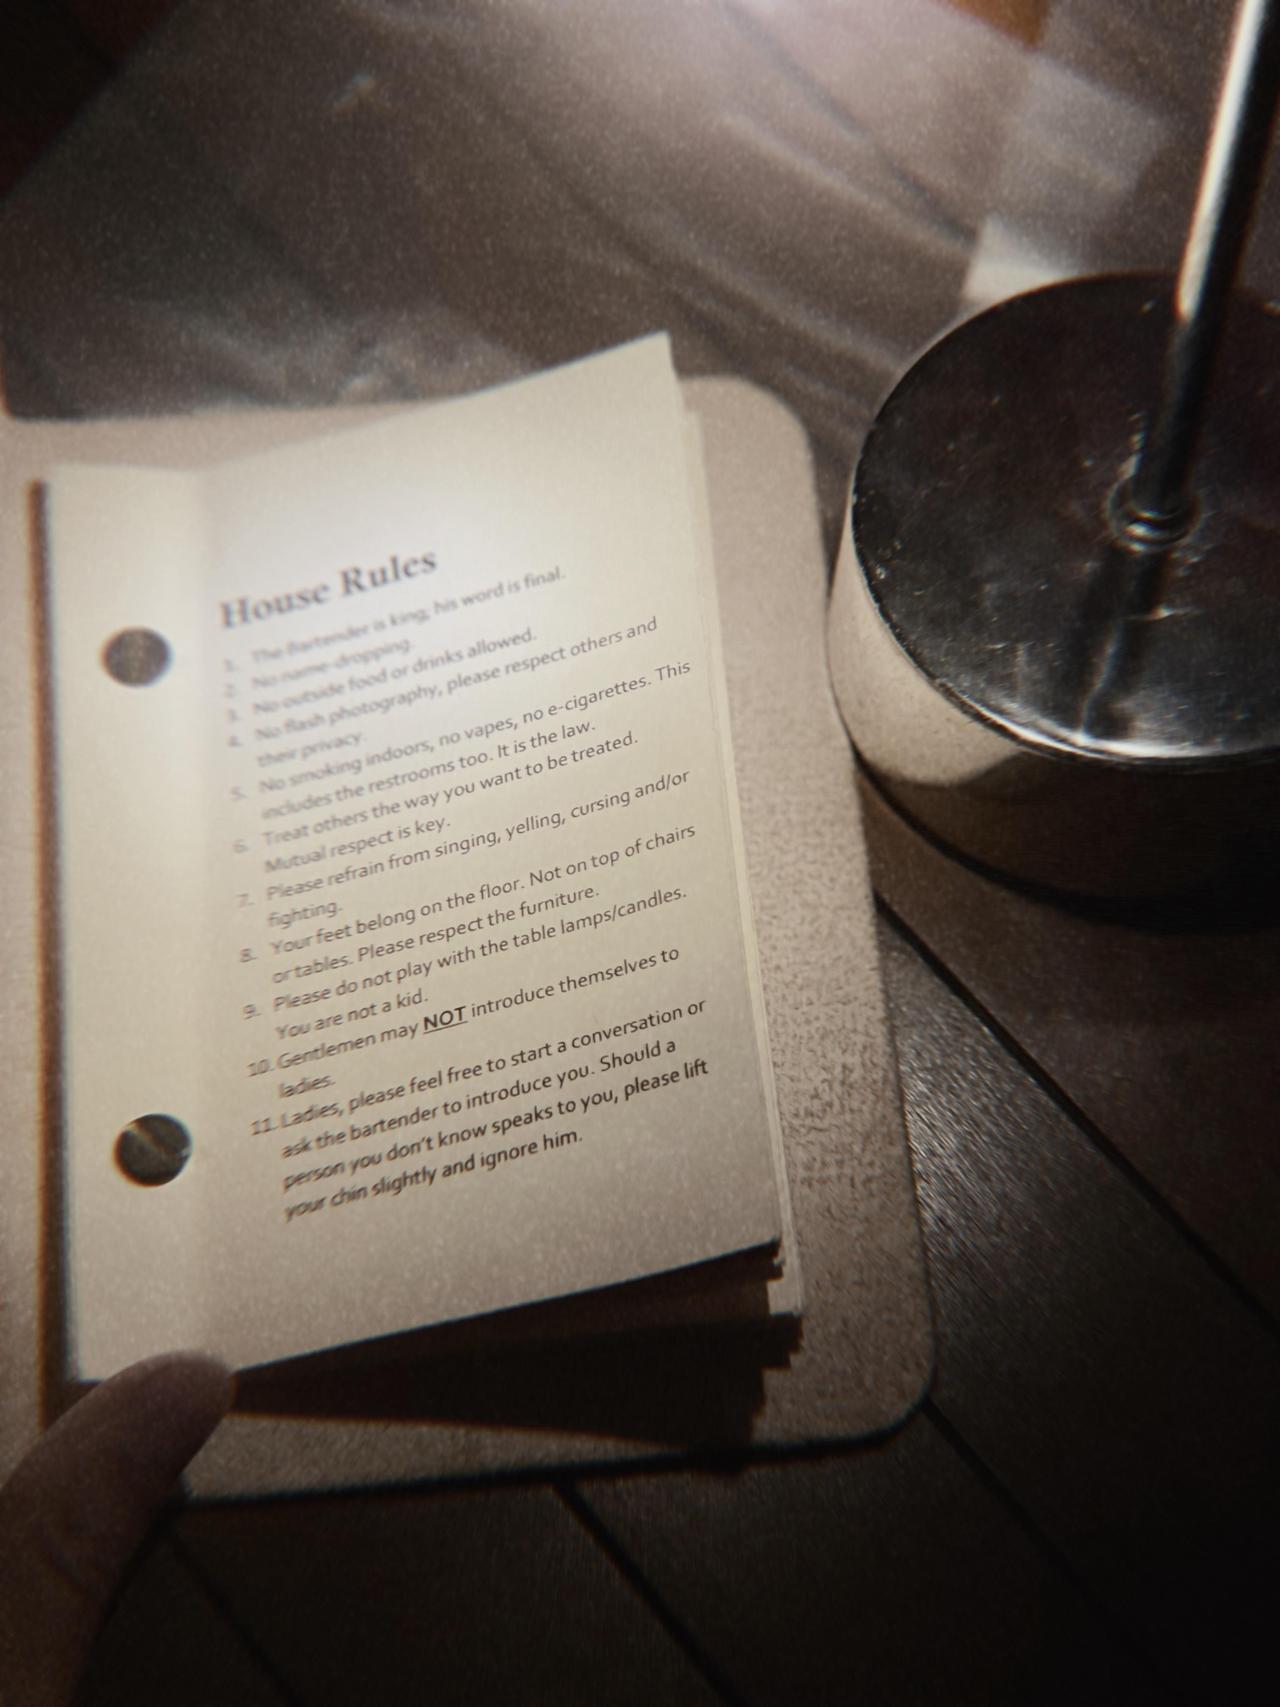 House Rules
1. The Bartender is king; his word is final.
2. No name-dropping.
3. No outside food or drinks allowed.
4. No flash photography, please respect others and
their privacy.
5. No smoking indoors, no vapes, no e-cigarettes. This
includes the restrooms too. It is the law.
6. Treat others the way you want to be treated.
Mutual respect is key.
7. Please refrain from singing, yelling, cursing and/or
fighting.
8. Your feet belong on the floor. Not on top of chairs
or tables. Please respect the furniture.
9. Please do not play with the table lamps/candles.
You are not a kid.
10. Gentlemen may NOT introduce themselves to
ladies.
11. Ladies, please feel free to start a conversation or
ask the bartender to introduce you. Should a
person you don't know speaks to you, please lift
your chin slightly and ignore him.